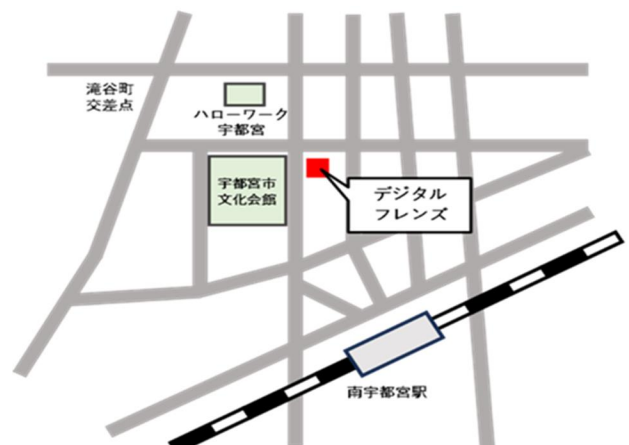 滝谷町
交差点
ハローワーク
宇都宮
宇都宮市
文化会館
デジタル
フレンズ
南宇都宮駅